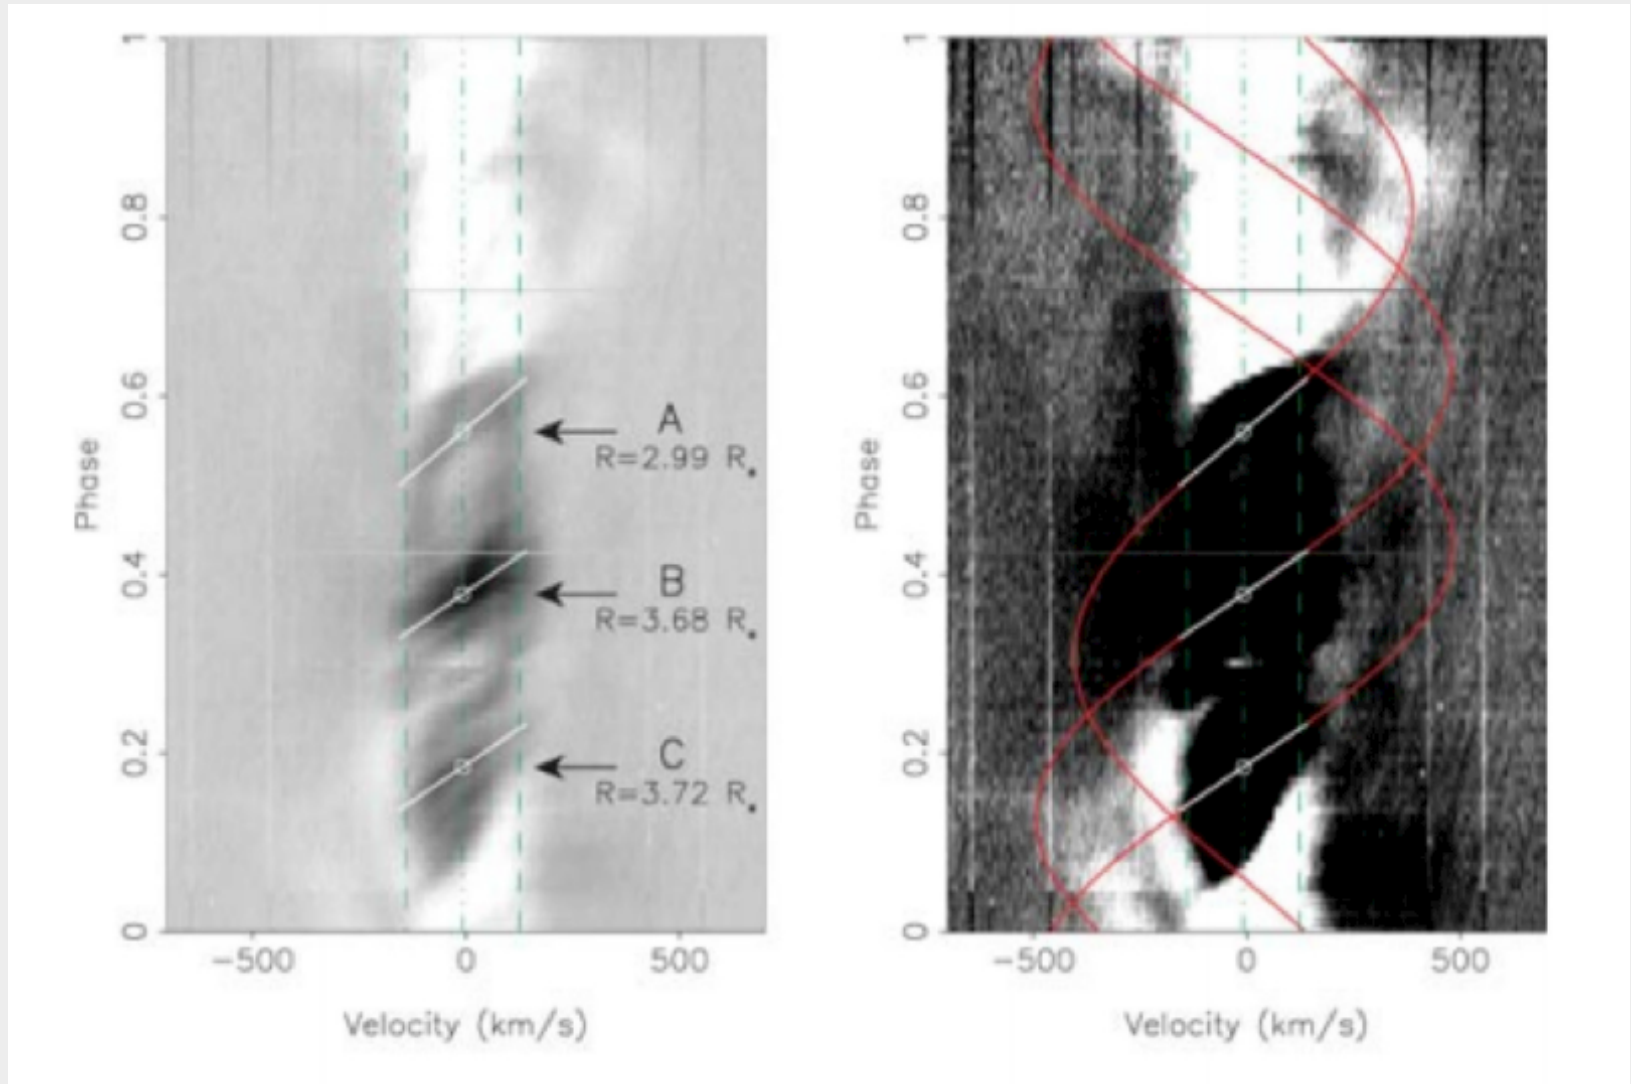 1
0.8
0.6
0.4
0.2
0
Phase
A
R=2.99 R*
B
R=3.68 R*
C
R=3.72 R*
−500 0 500
Velocity (km/s)
1
0.8
0.6
0.4
0.2
0
Phase
−500 0 500
Velocity (km/s)